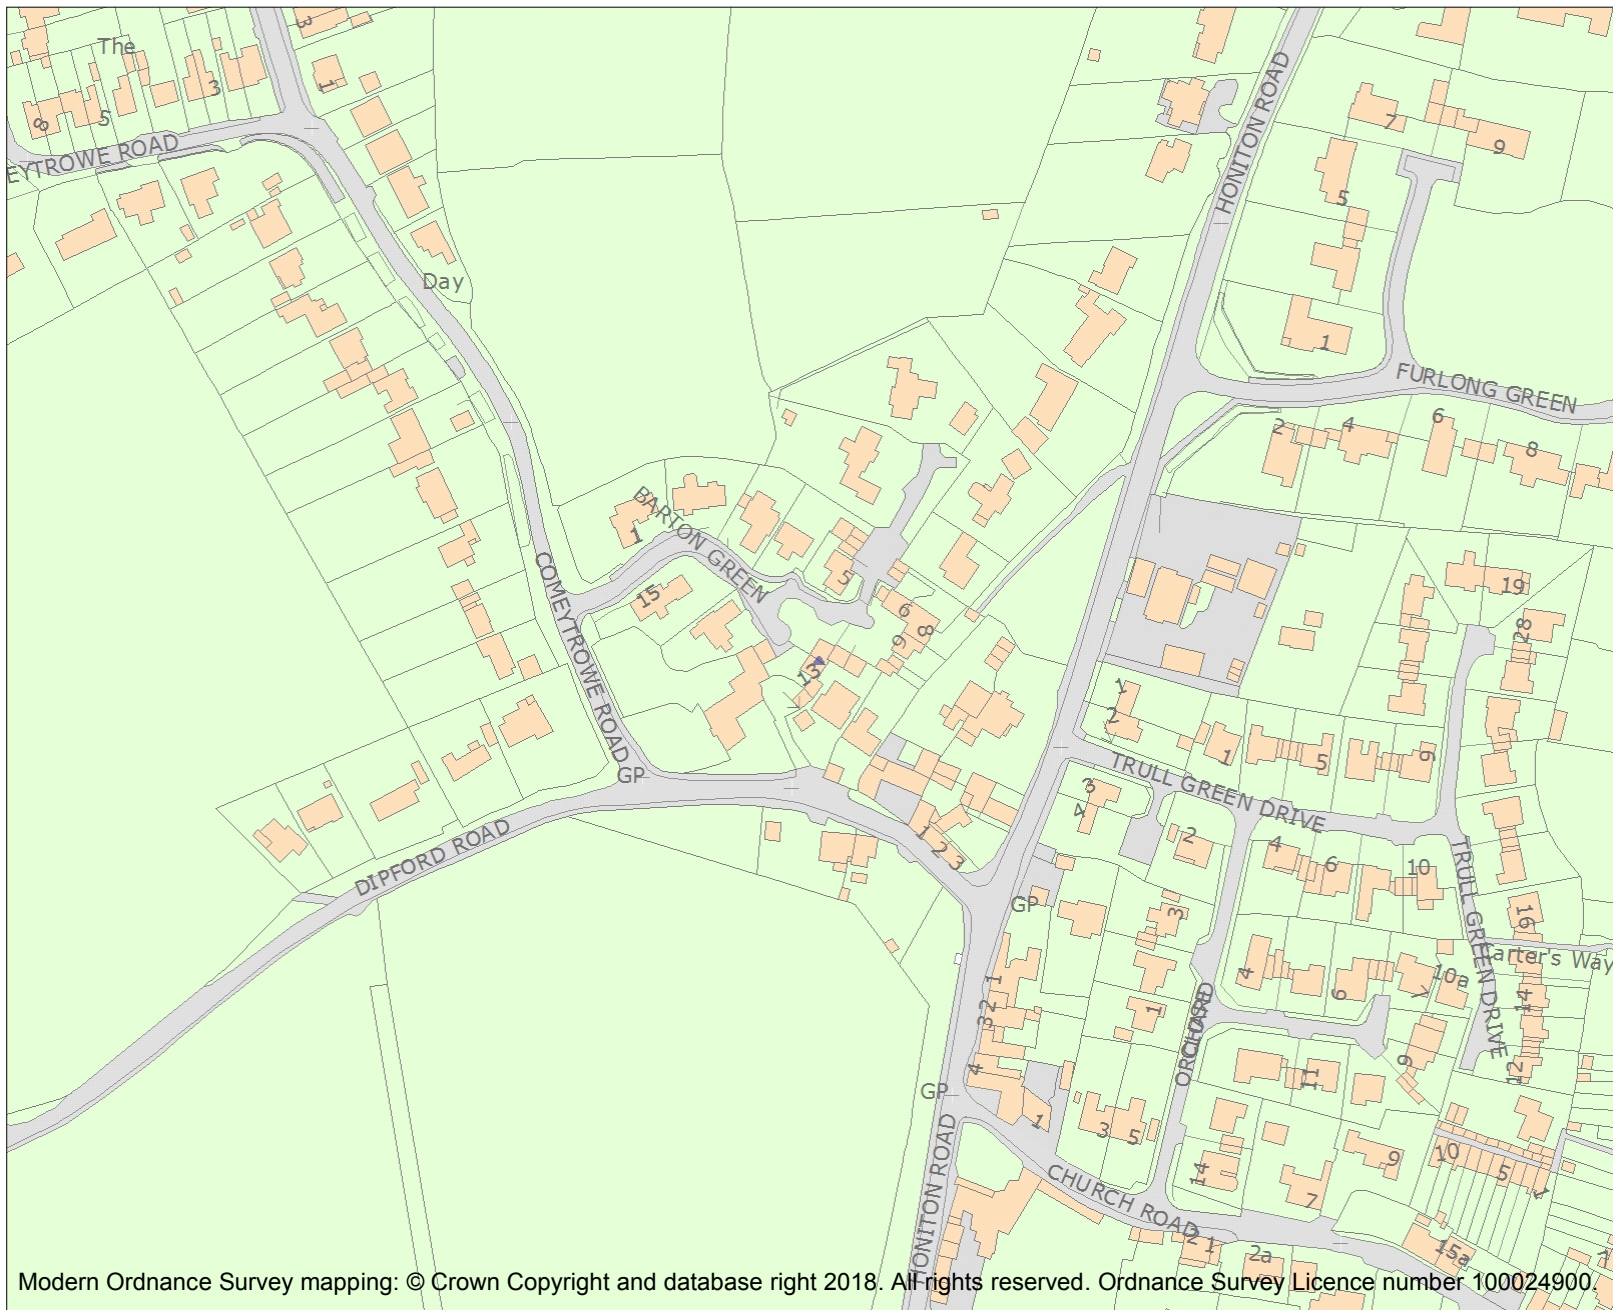 The
3
1
3
5
8
EYTROWE ROAD
Day
HONITON ROAD
7
9
5
1
FURLONG GREEN
2
4
6
8
BARTON GREEN
1
15
5
6
8
9
13
COMEYTROWE ROAD
GP
DIPFORD ROAD
19
28
1
2
1
5
9
TRULL GREEN DRIVE
3
4
2
4
6
10
1
2
3
GP
3
16
TRULL GREEN DRIVE
Carter's Way
1
2
3
4
1
4
6
10a
14
12
9
11
ORCHARD
GP
1
3
5
14
9
7
10
5
1
HONITON ROAD
CHURCH ROAD
2
1
2a
15a
Modern Ordnance Survey mapping: © Crown Copyright and database right 2018. All rights reserved. Ordnance Survey Licence number 100024900.